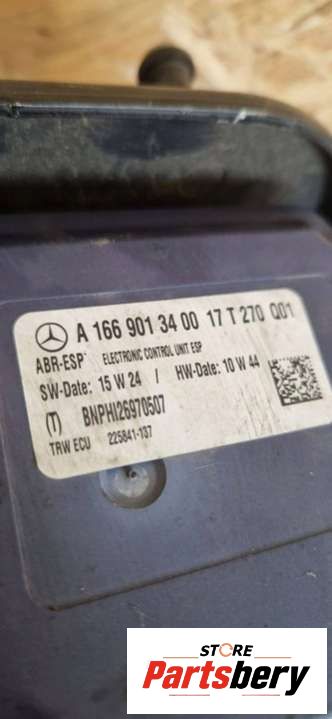 A 166 901 34 00 17 T 270 Q01
ABR-ESP ELECTRONIC CONTROL UNIT ESP
SW-Date: 15 W 24 / HW-Date: 10 W 44
(T) BNPHI26970507
TRW ECU 225841-137
STORE
Partsbery